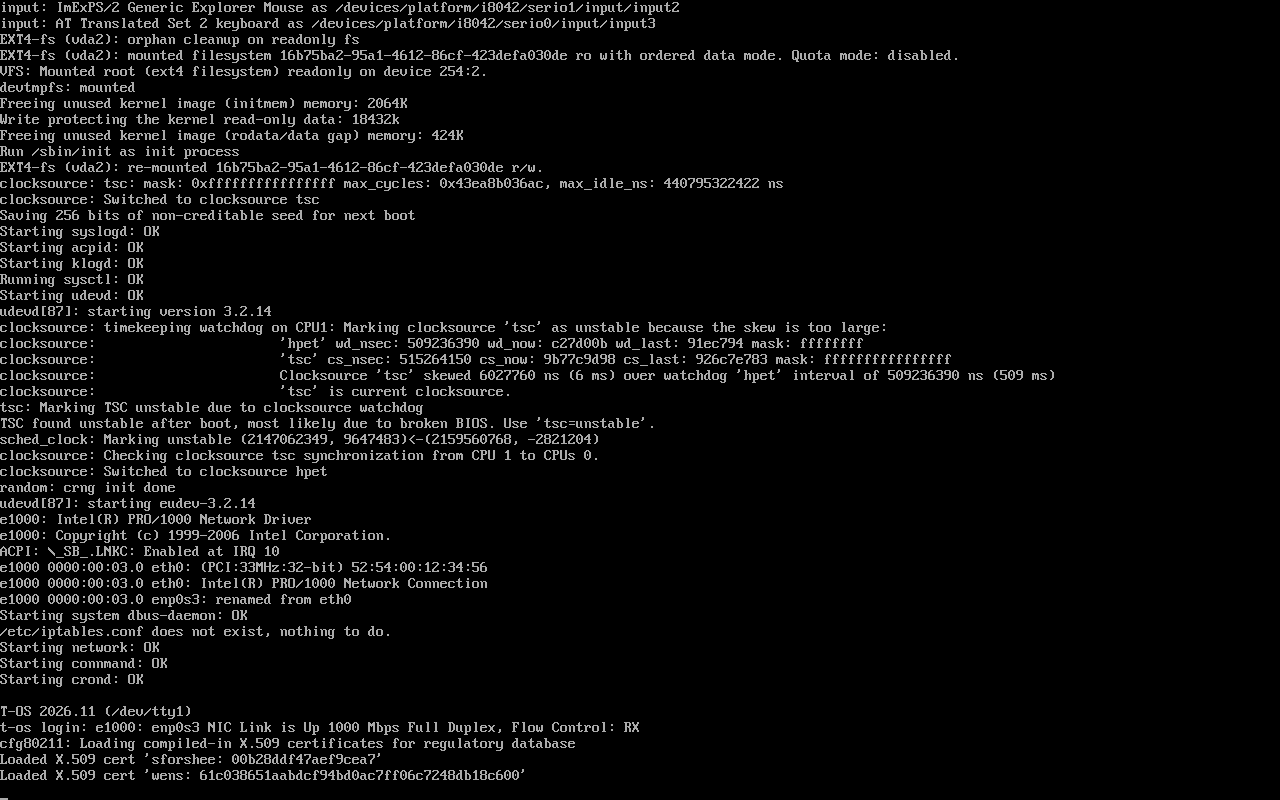 input: ImExPS/2 Generic Explorer Mouse as /devices/platform/i8042/serio1/input/input2
input: AT Translated Set 2 keyboard as /devices/platform/i8042/serio0/input/input3
EXT4-fs (vda2): orphan cleanup on readonly fs
EXT4-fs (vda2): mounted filesystem 16b75ba2-95a1-4612-86cf-423defa030de ro with ordered data mode. Quota mode: disabled.
VFS: Mounted root (ext4 filesystem) readonly on device 254:2.
devtmpfs: mounted
Freeing unused kernel image (initmem) memory: 2064K
Write protecting the kernel read-only data: 18432k
Freeing unused kernel image (rodata/data gap) memory: 424K
Run /sbin/init as init process
EXT4-fs (vda2): re-mounted 16b75ba2-95a1-4612-86cf-423defa030de r/w.
clocksource: tsc: mask: 0xffffffffffffffff max_cycles: 0x43ea8b036ac, max_idle_ns: 440795322422 ns
clocksource: Switched to clocksource tsc
Saving 256 bits of non-creditable seed for next boot
Starting syslogd: OK
Starting acpid: OK
Starting klogd: OK
Running sysctl: OK
Starting udevd: OK
udevd[87]: starting version 3.2.14
clocksource: timekeeping watchdog on CPU1: Marking clocksource 'tsc' as unstable because the skew is too large:
clocksource:                       'hpet' wd_nsec: 509236390 wd_now: c27d00b wd_last: 91ec794 mask: ffffffff
clocksource:                       'tsc' cs_nsec: 515264150 cs_now: 9b77c9d98 cs_last: 926c7e783 mask: ffffffffffffffff
clocksource:                       Clocksource 'tsc' skewed 6027760 ns (6 ms) over watchdog 'hpet' interval of 509236390 ns (509 ms)
clocksource:                       'tsc' is current clocksource.
tsc: Marking TSC unstable due to clocksource watchdog
TSC found unstable after boot, most likely due to broken BIOS. Use 'tsc=unstable'.
sched_clock: Marking unstable (2147062349, 9647483)<-(2159560768, -2821204)
clocksource: Checking clocksource tsc synchronization from CPU 1 to CPUs 0.
clocksource: Switched to clocksource hpet
random: crng init done
udevd[87]: starting eudev-3.2.14
e1000: Intel(R) PRO/1000 Network Driver
e1000: Copyright (c) 1999-2006 Intel Corporation.
ACPI: \_SB_.LNKC: Enabled at IRQ 10
e1000 0000:00:03.0 eth0: (PCI:33MHz:32-bit) 52:54:00:12:34:56
e1000 0000:00:03.0 eth0: Intel(R) PRO/1000 Network Connection
e1000 0000:00:03.0 enp0s3: renamed from eth0
Starting system dbus-daemon: OK
/etc/iptables.conf does not exist, nothing to do.
Starting network: OK
Starting connmand: OK
Starting crond: OK
T-OS 2026.11 (/dev/tty1)
t-os login: e1000: enp0s3 NIC Link is Up 1000 Mbps Full Duplex, Flow Control: RX
cfg80211: Loading compiled-in X.509 certificates for regulatory database
Loaded X.509 cert 'sforshee: 00b28ddf47aef9cea7'
Loaded X.509 cert 'wens: 61c038651aabdcf94bd0ac7ff06c7248db18c600'